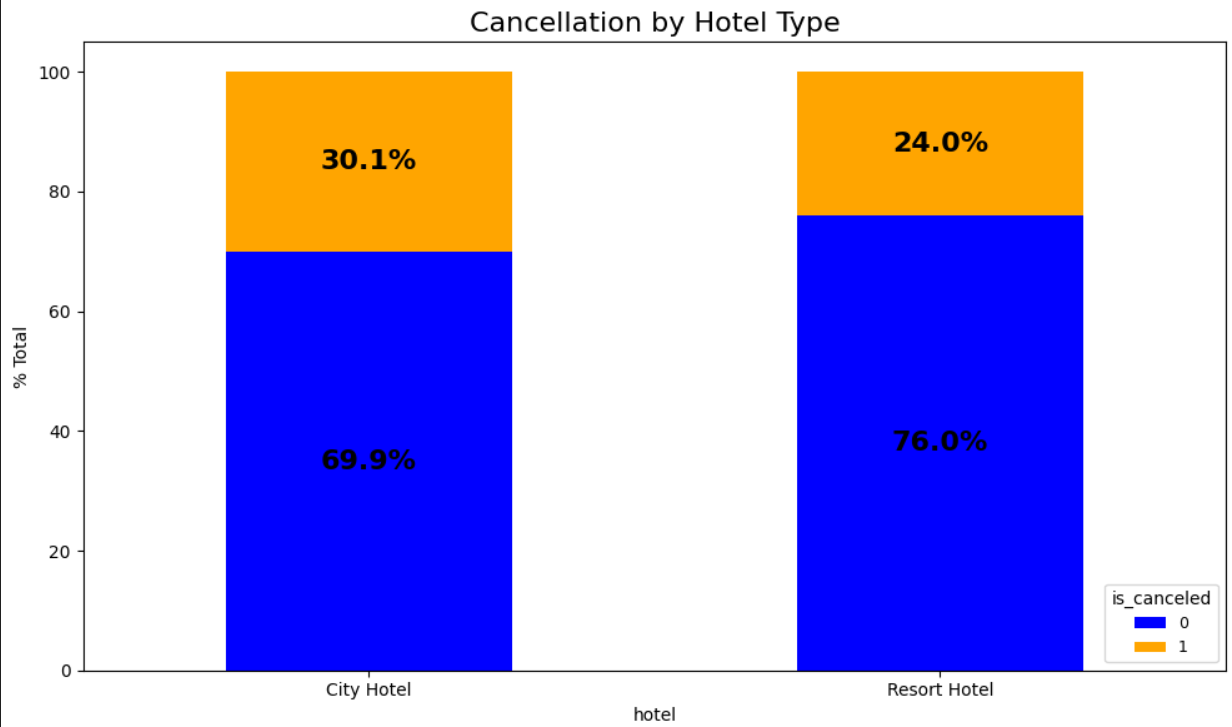 Cancellation by Hotel Type
100
80
60
40
20
0
% Total
30.1%
69.9%
24.0%
76.0%
City Hotel
Resort Hotel
hotel
is_canceled
0
1